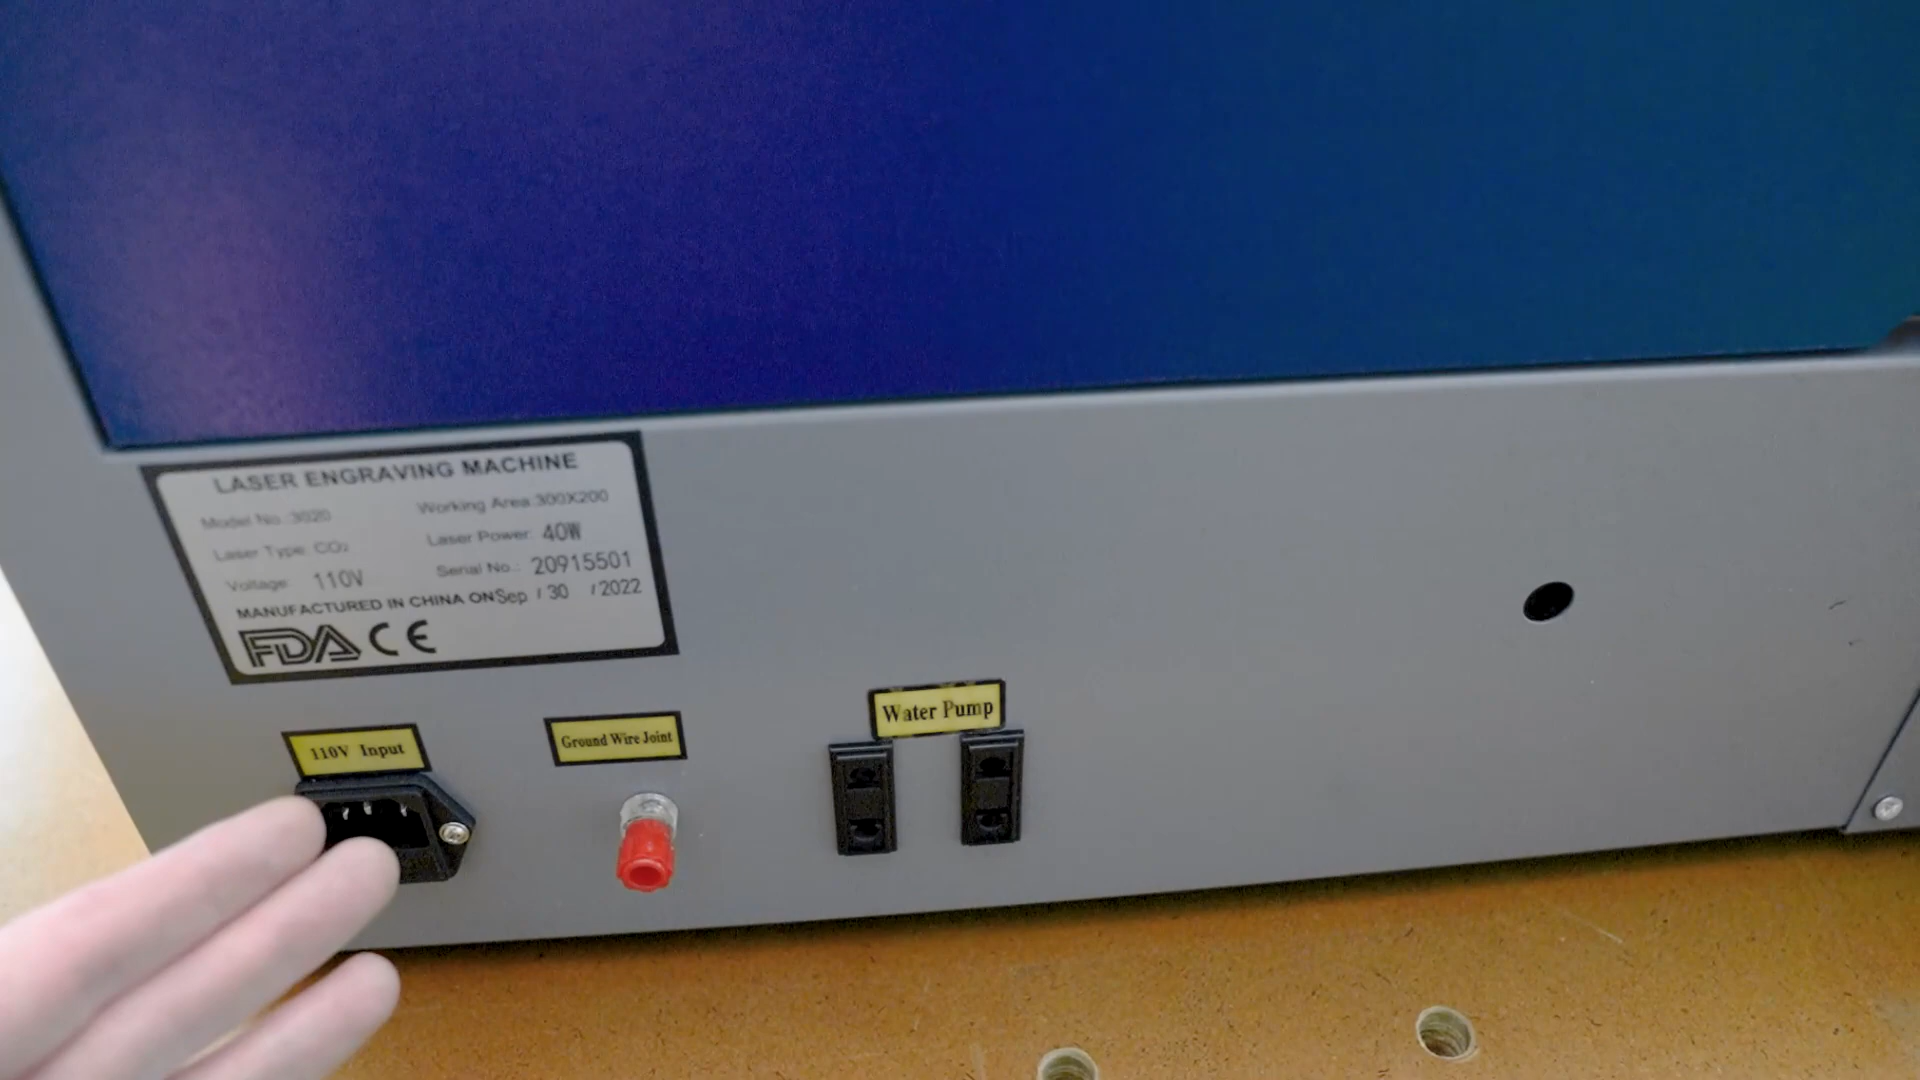 LASER ENGRAVING MACHINE
Model No.:3020 Working Area:300X200
Laser Type: CO₂ Laser Power: 40W
Voltage: 110V Serial No.: 20915501
MANUFACTURED IN CHINA ON Sep / 30 / 2022
FDA CE
110V Input
Ground Wire Joint
Water Pump